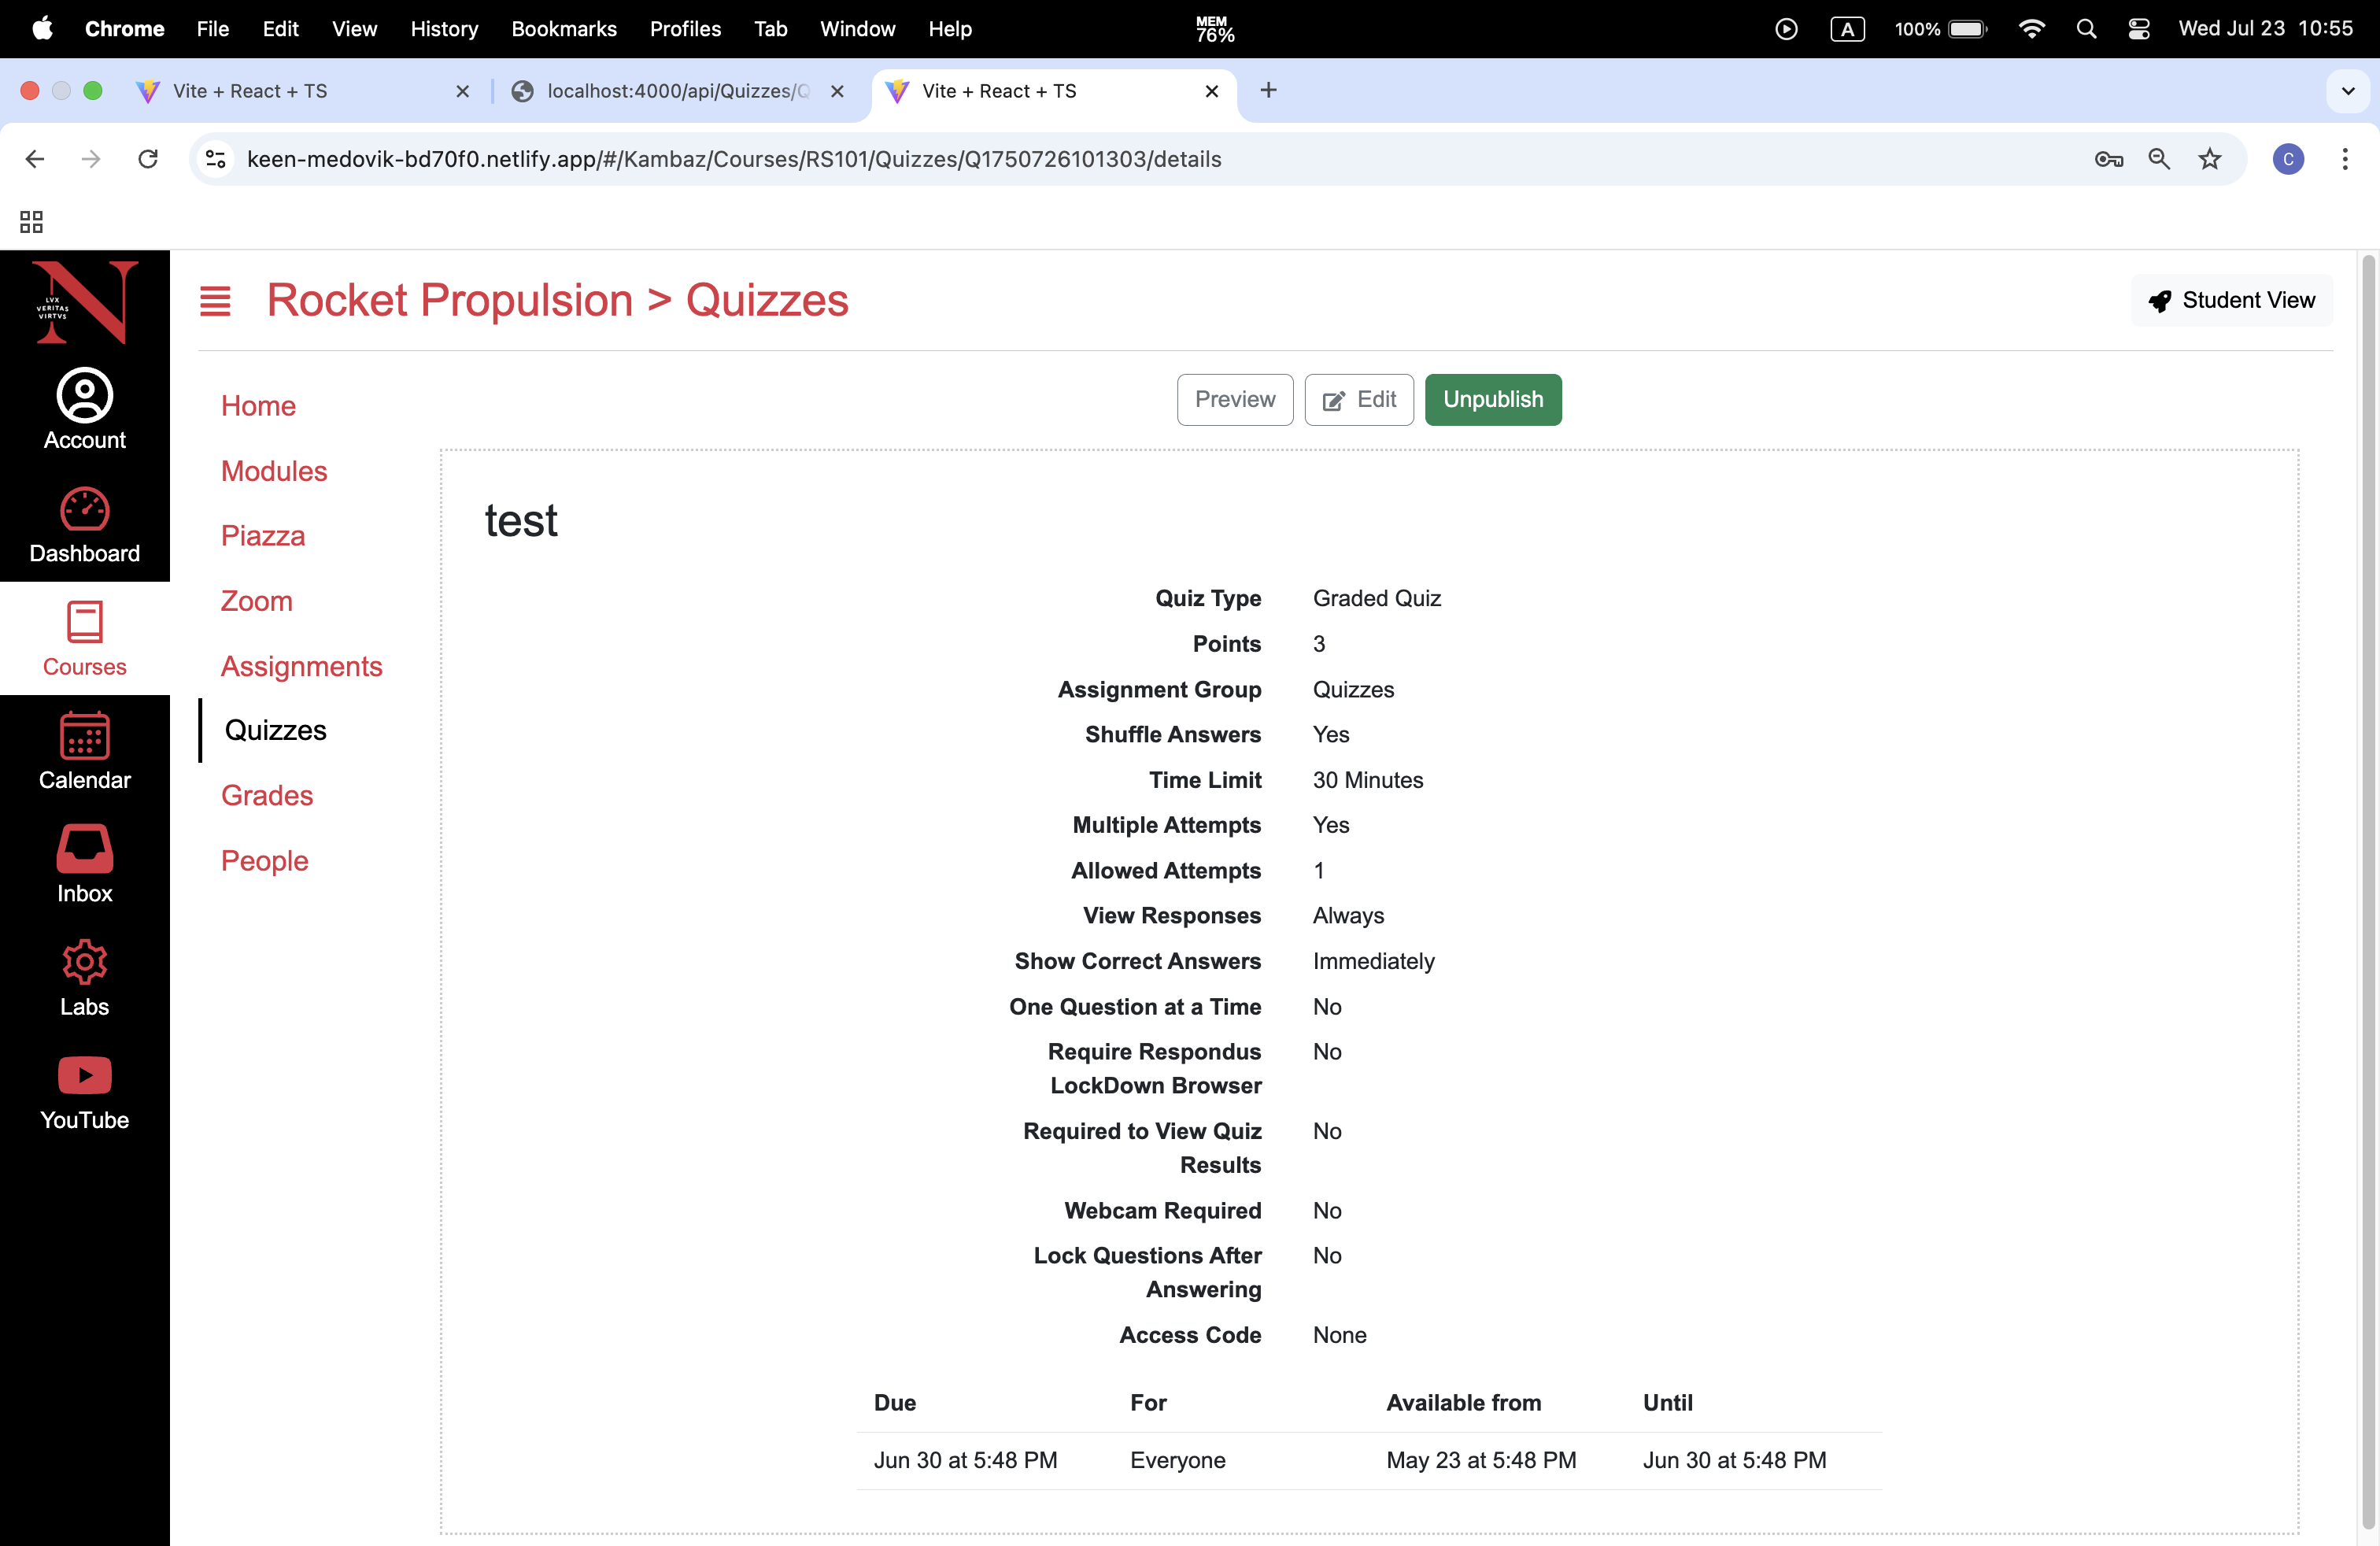 Chrome File Edit View History Bookmarks Profiles Tab Window Help MEM 76% A 100% Wed Jul 23 10:55
Vite + React + TS localhost:4000/api/Quizzes/Q Vite + React + TS
keen-medovik-bd70f0.netlify.app/#/Kambaz/Courses/RS101/Quizzes/Q1750726101303/details C
N
LVX
VERITAS
VIRTVS
Account
Dashboard
Courses
Calendar
Inbox
Labs
YouTube
Rocket Propulsion > Quizzes
Student View
Home
Modules
Piazza
Zoom
Assignments
Quizzes
Grades
People
Preview Edit Unpublish
test
Quiz Type Graded Quiz
Points 3
Assignment Group Quizzes
Shuffle Answers Yes
Time Limit 30 Minutes
Multiple Attempts Yes
Allowed Attempts 1
View Responses Always
Show Correct Answers Immediately
One Question at a Time No
Require Respondus No
LockDown Browser
Required to View Quiz No
Results
Webcam Required No
Lock Questions After No
Answering
Access Code None
Due For Available from Until
Jun 30 at 5:48 PM Everyone May 23 at 5:48 PM Jun 30 at 5:48 PM